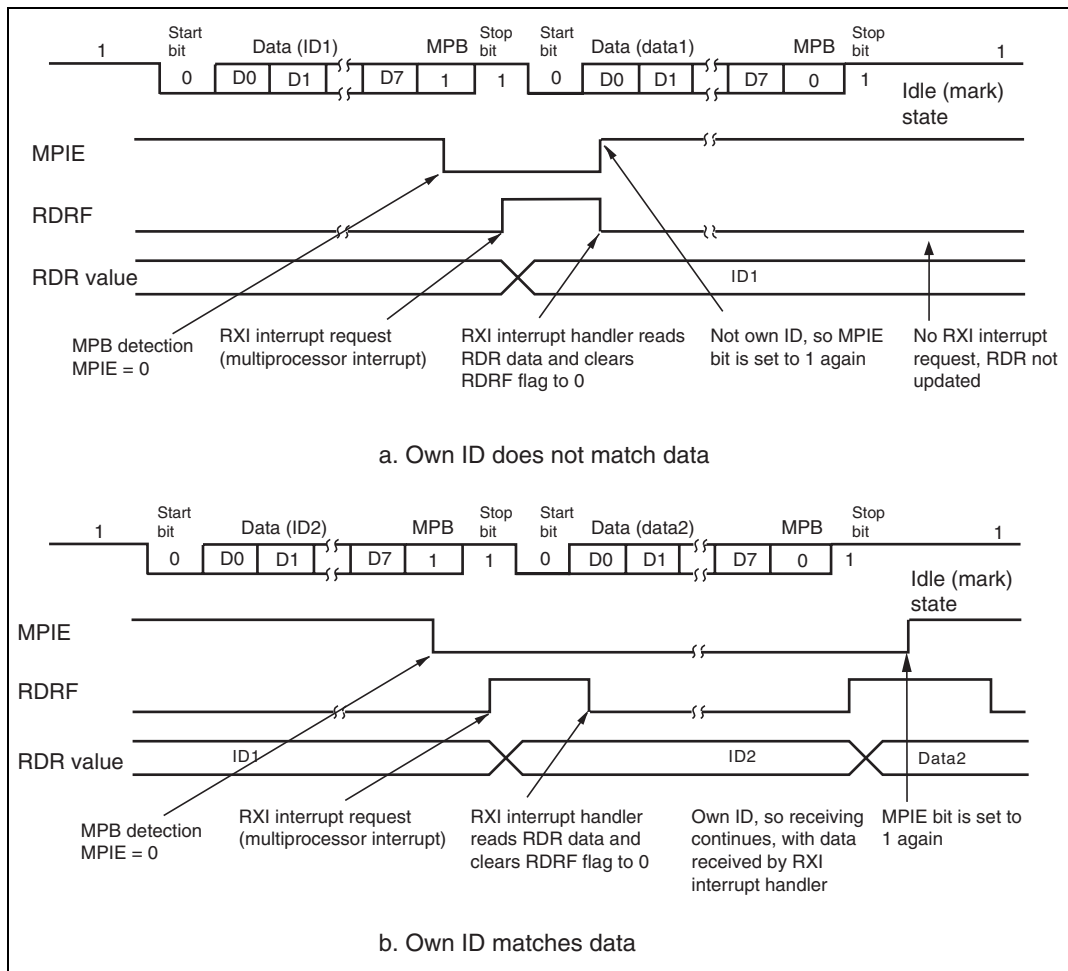 1
Start bit
Data (ID1)
MPB
Stop bit
Start bit
Data (data1)
MPB
Stop bit
1
0 D0 D1 D7 1 1 0 D0 D1 D7 0 1
Idle (mark) state
MPIE
RDRF
RDR value
ID1
MPB detection
MPIE = 0
RXI interrupt request
(multiprocessor interrupt)
RXI interrupt handler reads
RDR data and clears
RDRF flag to 0
Not own ID, so MPIE
bit is set to 1 again
No RXI interrupt
request, RDR not
updated
a. Own ID does not match data
1
Start bit
Data (ID2)
MPB
Stop bit
Start bit
Data (data2)
MPB
Stop bit
1
0 D0 D1 D7 1 1 0 D0 D1 D7 0 1
Idle (mark) state
MPIE
RDRF
RDR value
ID1
ID2
Data2
MPB detection
MPIE = 0
RXI interrupt request
(multiprocessor interrupt)
RXI interrupt handler
reads RDR data and
clears RDRF flag to 0
Own ID, so receiving
continues, with data
received by RXI
interrupt handler
MPIE bit is set to
1 again
b. Own ID matches data